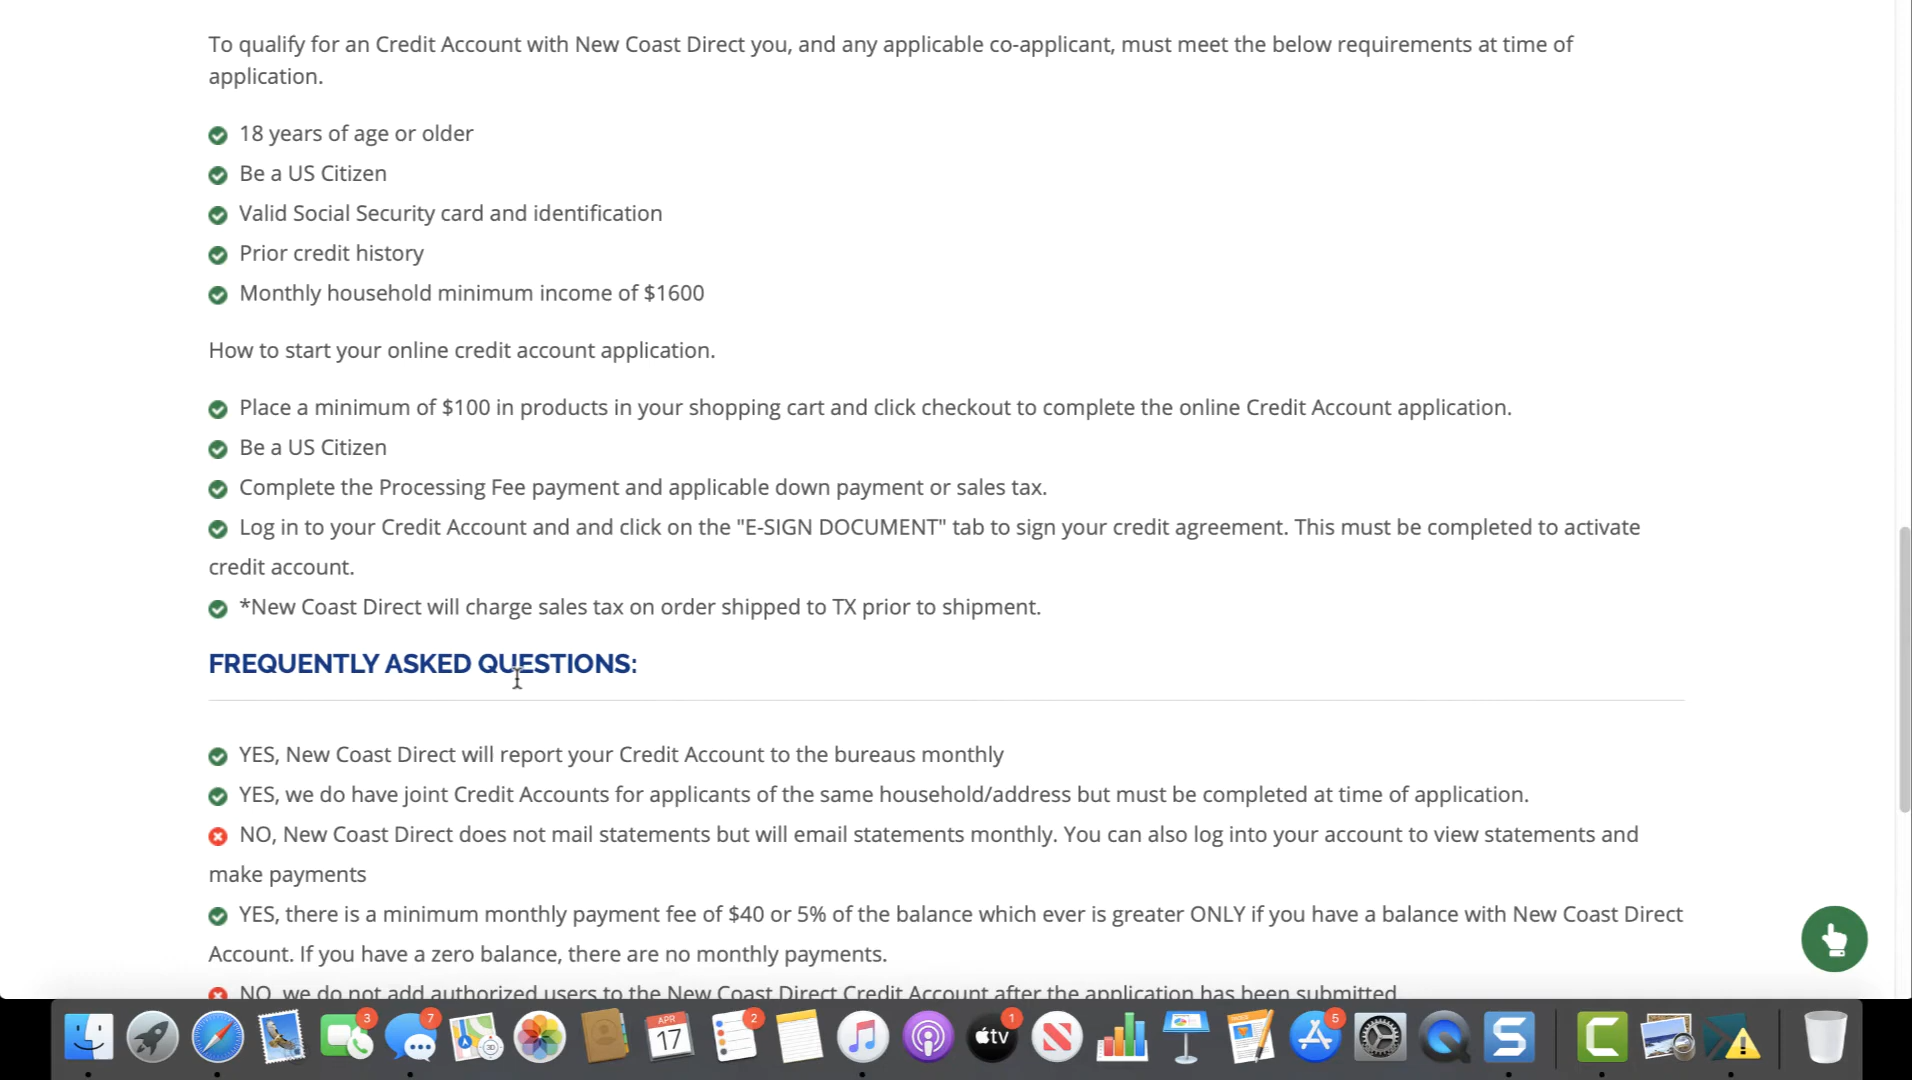 To qualify for an Credit Account with New Coast Direct you, and any applicable co-applicant, must meet the below requirements at time of
application.
18 years of age or older
Be a US Citizen
Valid Social Security card and identification
Prior credit history
Monthly household minimum income of $1600
How to start your online credit account application.
Place a minimum of $100 in products in your shopping cart and click checkout to complete the online Credit Account application.
Be a US Citizen
Complete the Processing Fee payment and applicable down payment or sales tax.
Log in to your Credit Account and and click on the "E-SIGN DOCUMENT" tab to sign your credit agreement. This must be completed to activate
credit account.
*New Coast Direct will charge sales tax on order shipped to TX prior to shipment.
FREQUENTLY ASKED QUESTIONS:
YES, New Coast Direct will report your Credit Account to the bureaus monthly
YES, we do have joint Credit Accounts for applicants of the same household/address but must be completed at time of application.
NO, New Coast Direct does not mail statements but will email statements monthly. You can also log into your account to view statements and
make payments
YES, there is a minimum monthly payment fee of $40 or 5% of the balance which ever is greater ONLY if you have a balance with New Coast Direct
Account. If you have a zero balance, there are no monthly payments.
NO, we do not add authorized users to the New Coast Direct Credit Account after the application has been submitted
3 7 APR 17 2 tv 1 5